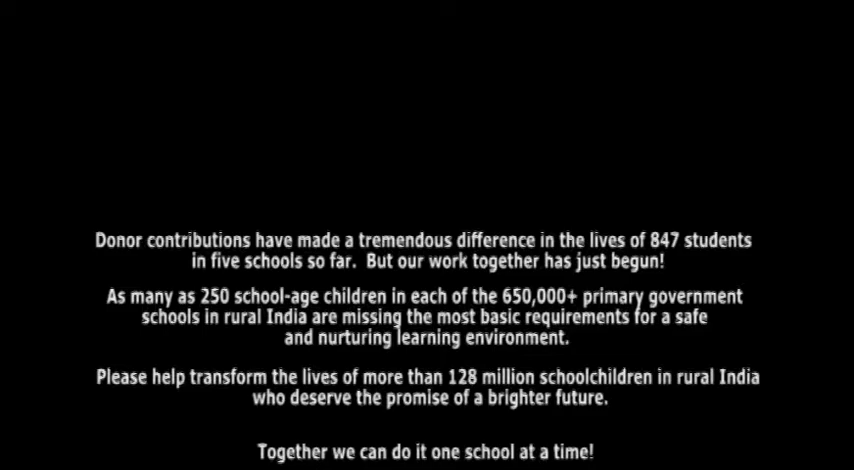 Donor contributions have made a tremendous difference in the lives of 847 students
in five schools so far.  But our work together has just begun!
As many as 250 school-age children in each of the 650,000+ primary government
schools in rural India are missing the most basic requirements for a safe
and nurturing learning environment.
Please help transform the lives of more than 128 million schoolchildren in rural India
who deserve the promise of a brighter future.
Together we can do it one school at a time!